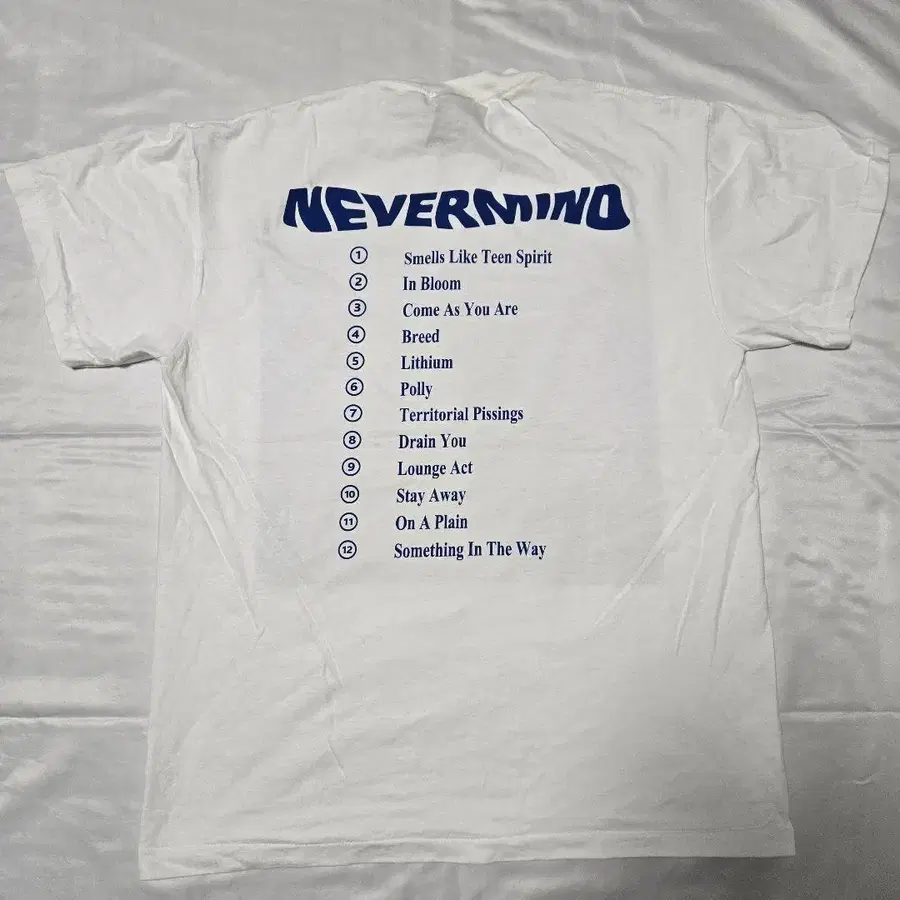 NEVERMIND
① Smells Like Teen Spirit
② In Bloom
③ Come As You Are
④ Breed
⑤ Lithium
⑥ Polly
⑦ Territorial Pissings
⑧ Drain You
⑨ Lounge Act
⑩ Stay Away
⑪ On A Plain
⑫ Something In The Way